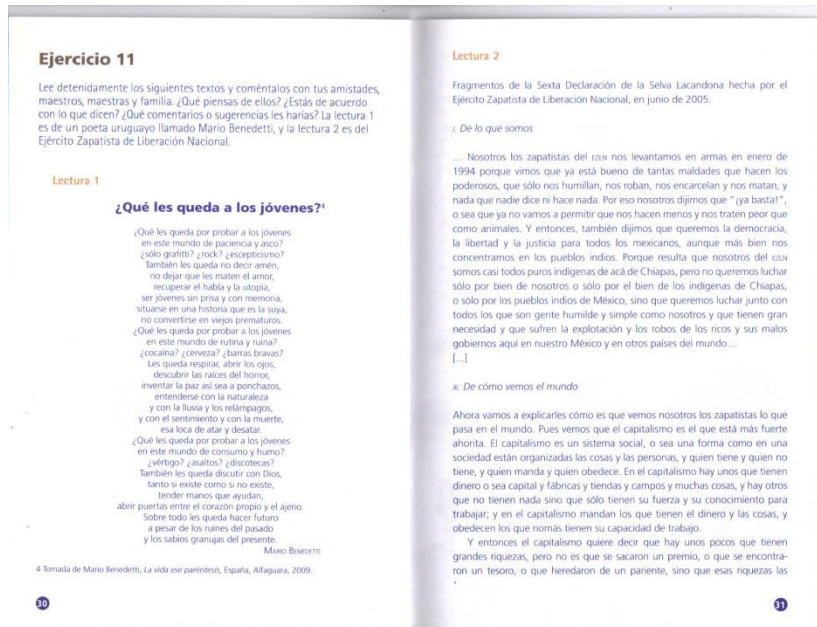 Ejercicio 11
Lee detenidamente los siguientes textos y coméntalos con tus amistades,
maestros, maestras y familia. ¿Qué piensas de ellos? ¿Estás de acuerdo
con lo que dicen? ¿Qué comentarios o sugerencias les harías? La lectura 1
es de un poeta uruguayo llamado Mario Benedetti, y la lectura 2 es del
Ejército Zapatista de Liberación Nacional.
Lectura 1
¿Qué les queda a los jóvenes?⁴
¿Qué les queda por probar a los jóvenes
en este mundo de paciencia y asco?
¿sólo grafitti? ¿rock? ¿escepticismo?
También les queda no decir amén,
no dejar que les maten el amor,
recuperar el habla y la utopía,
ser jóvenes sin prisa y con memoria,
situarse en una historia que es la suya,
no convertirse en viejos prematuros.
¿Qué les queda por probar a los jóvenes
en este mundo de rutina y ruina?
¿cocaína? ¿cerveza? ¿barras bravas?
Les queda respirar, abrir los ojos,
descubrir las raíces del horror,
inventar la paz así sea a ponchazos,
entenderse con la naturaleza
y con la lluvia y los relámpagos,
y con el sentimiento y con la muerte,
esa loca de atar y desatar.
¿Qué les queda por probar a los jóvenes
en este mundo de consumo y humo?
¿vértigo? ¿asaltos? ¿discotecas?
También les queda discutir con Dios,
tanto si existe como si no existe,
tender manos que ayudan,
abrir puertas entre el corazón propio y el ajeno.
Sobre todo les queda hacer futuro
a pesar de los ruines del pasado
y los sabios granujas del presente.
MARIO BENEDETTI
4 Tomada de Mario Benedetti, La vida ese paréntesis, España, Alfaguara, 2009.
30
Lectura 2
Fragmentos de la Sexta Declaración de la Selva Lacandona hecha por el
Ejército Zapatista de Liberación Nacional, en junio de 2005.
I. De lo que somos
... Nosotros los zapatistas del EZLN nos levantamos en armas en enero de
1994 porque vimos que ya está bueno de tantas maldades que hacen los
poderosos, que sólo nos humillan, nos roban, nos encarcelan y nos matan, y
nada que nadie dice ni hace nada. Por eso nosotros dijimos que "¡ya basta!",
o sea que ya no vamos a permitir que nos hacen menos y nos traten peor que
como animales. Y entonces, también dijimos que queremos la democracia,
la libertad y la justicia para todos los mexicanos, aunque más bien nos
concentramos en los pueblos indios. Porque resulta que nosotros del EZLN
somos casi todos puros indígenas de acá de Chiapas, pero no queremos luchar
sólo por bien de nosotros o sólo por el bien de los indígenas de Chiapas,
o sólo por los pueblos indios de México, sino que queremos luchar junto con
todos los que son gente humilde y simple como nosotros y que tienen gran
necesidad y que sufren la explotación y los robos de los ricos y sus malos
gobiernos aquí en nuestro México y en otros países del mundo...
[...]
De cómo vemos el mundo
Ahora vamos a explicarles cómo es que vemos nosotros los zapatistas lo que
pasa en el mundo. Pues vemos que el capitalismo es el que está más fuerte
ahorita. El capitalismo es un sistema social, o sea una forma como en una
sociedad están organizadas las cosas y las personas, y quien tiene y quien no
tiene, y quien manda y quien obedece. En el capitalismo hay unos que tienen
dinero o sea capital y fábricas y tiendas y campos y muchas cosas, y hay otros
que no tienen nada sino que sólo tienen su fuerza y su conocimiento para
trabajar; y en el capitalismo mandan los que tienen el dinero y las cosas, y
obedecen los que nomás tienen su capacidad de trabajo.
Y entonces el capitalismo quiere decir que hay unos pocos que tienen
grandes riquezas, pero no es que se sacaron un premio, o que se encontra-
ron un tesoro, o que heredaron de un pariente, sino que esas riquezas las
31